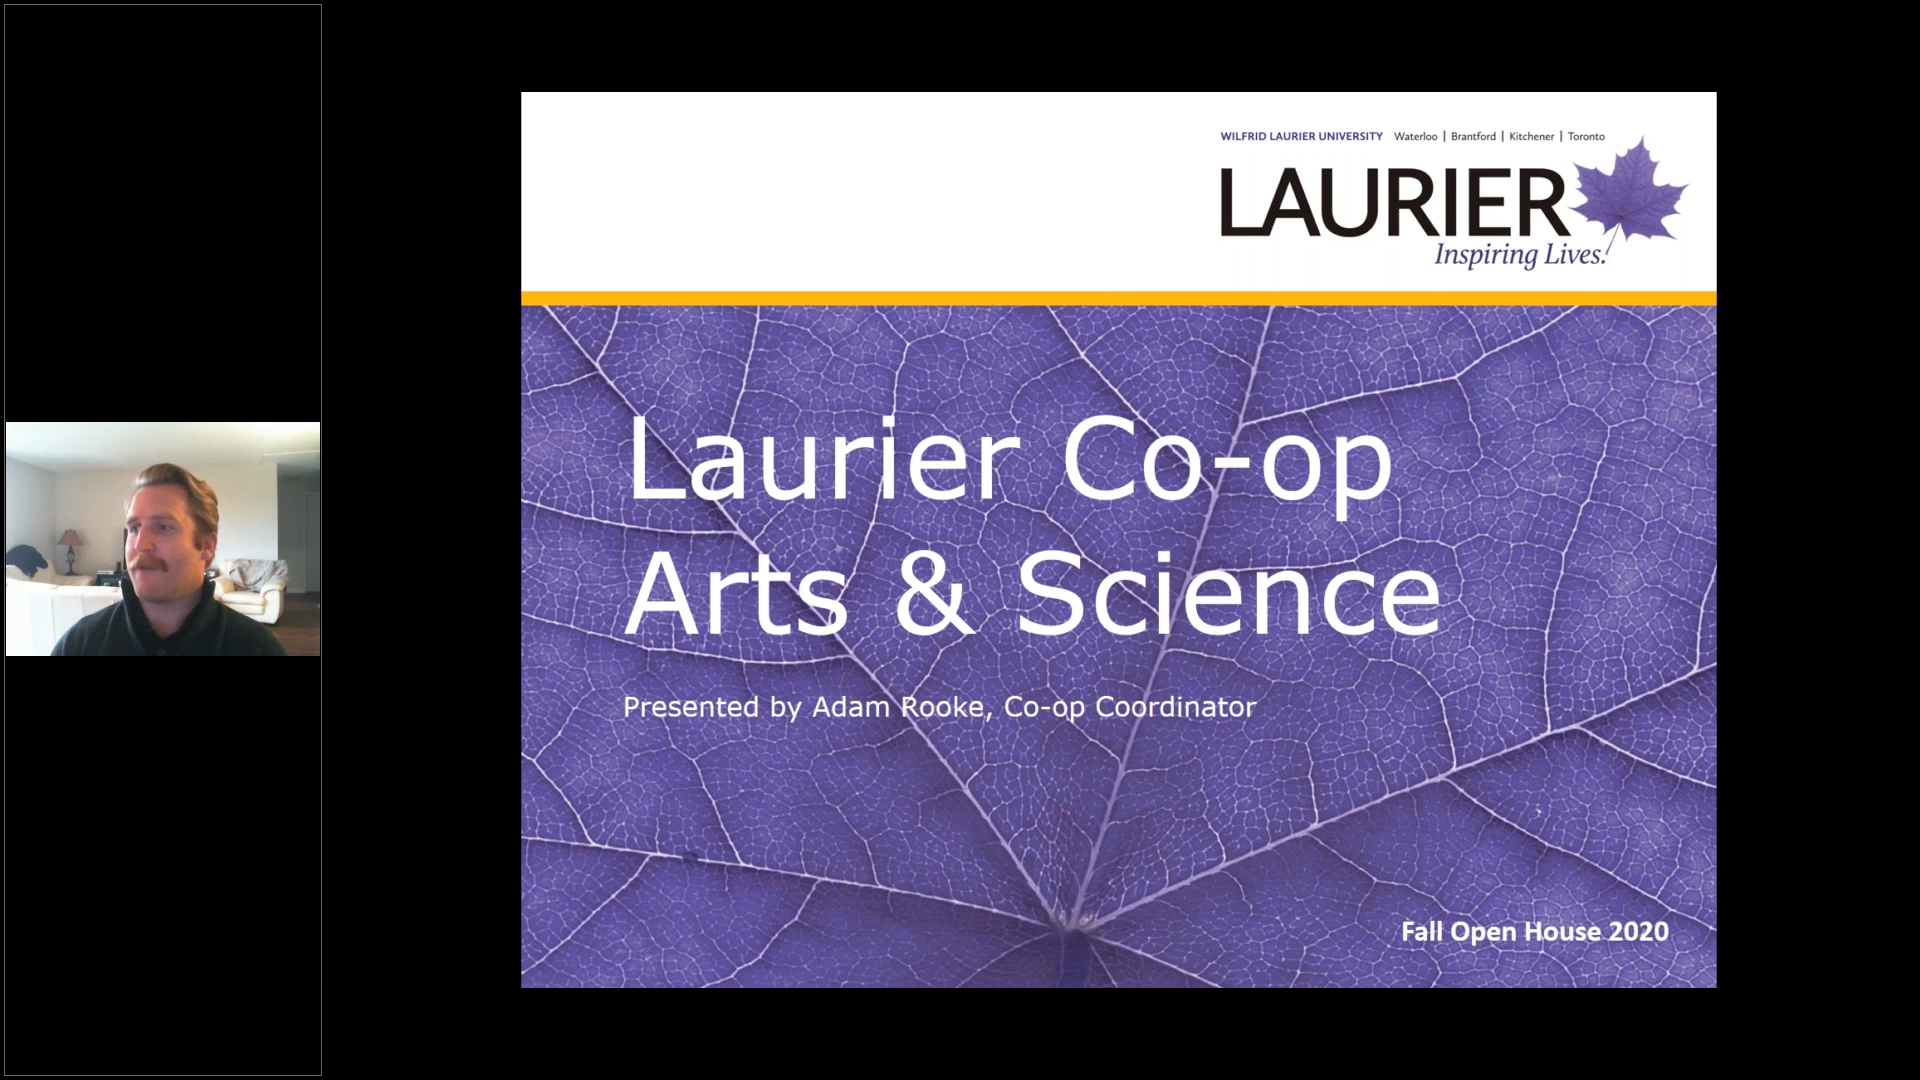 WILFRID LAURIER UNIVERSITY Waterloo | Brantford | Kitchener | Toronto
LAURIER
Inspiring Lives.
Laurier Co-op
Arts & Science
Presented by Adam Rooke, Co-op Coordinator
Fall Open House 2020